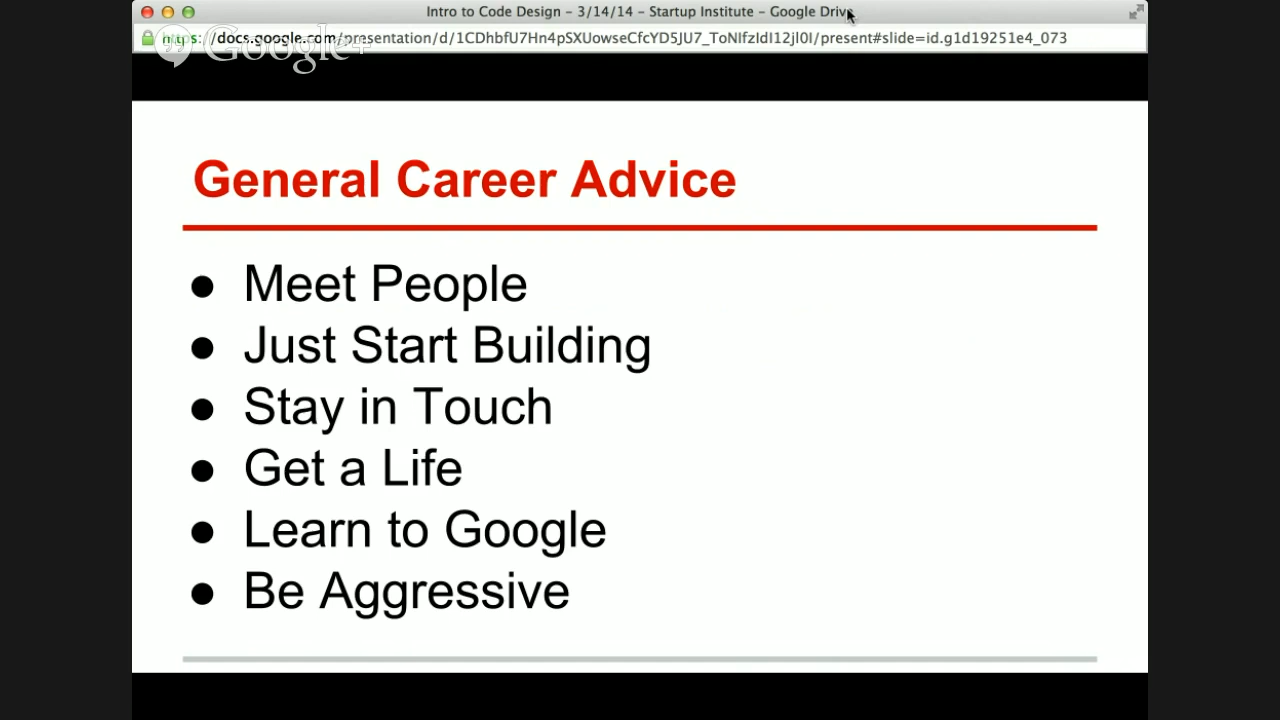 Intro to Code Design – 3/14/14 – Startup Institute – Google Drive
https://docs.google.com/presentation/d/1CDhbfU7Hn4pSXUowseCfcYD5JU7_ToNIfzIdI12jI0I/present#slide=id.g1d19251e4_073
Google+
General Career Advice
● Meet People
● Just Start Building
● Stay in Touch
● Get a Life
● Learn to Google
● Be Aggressive